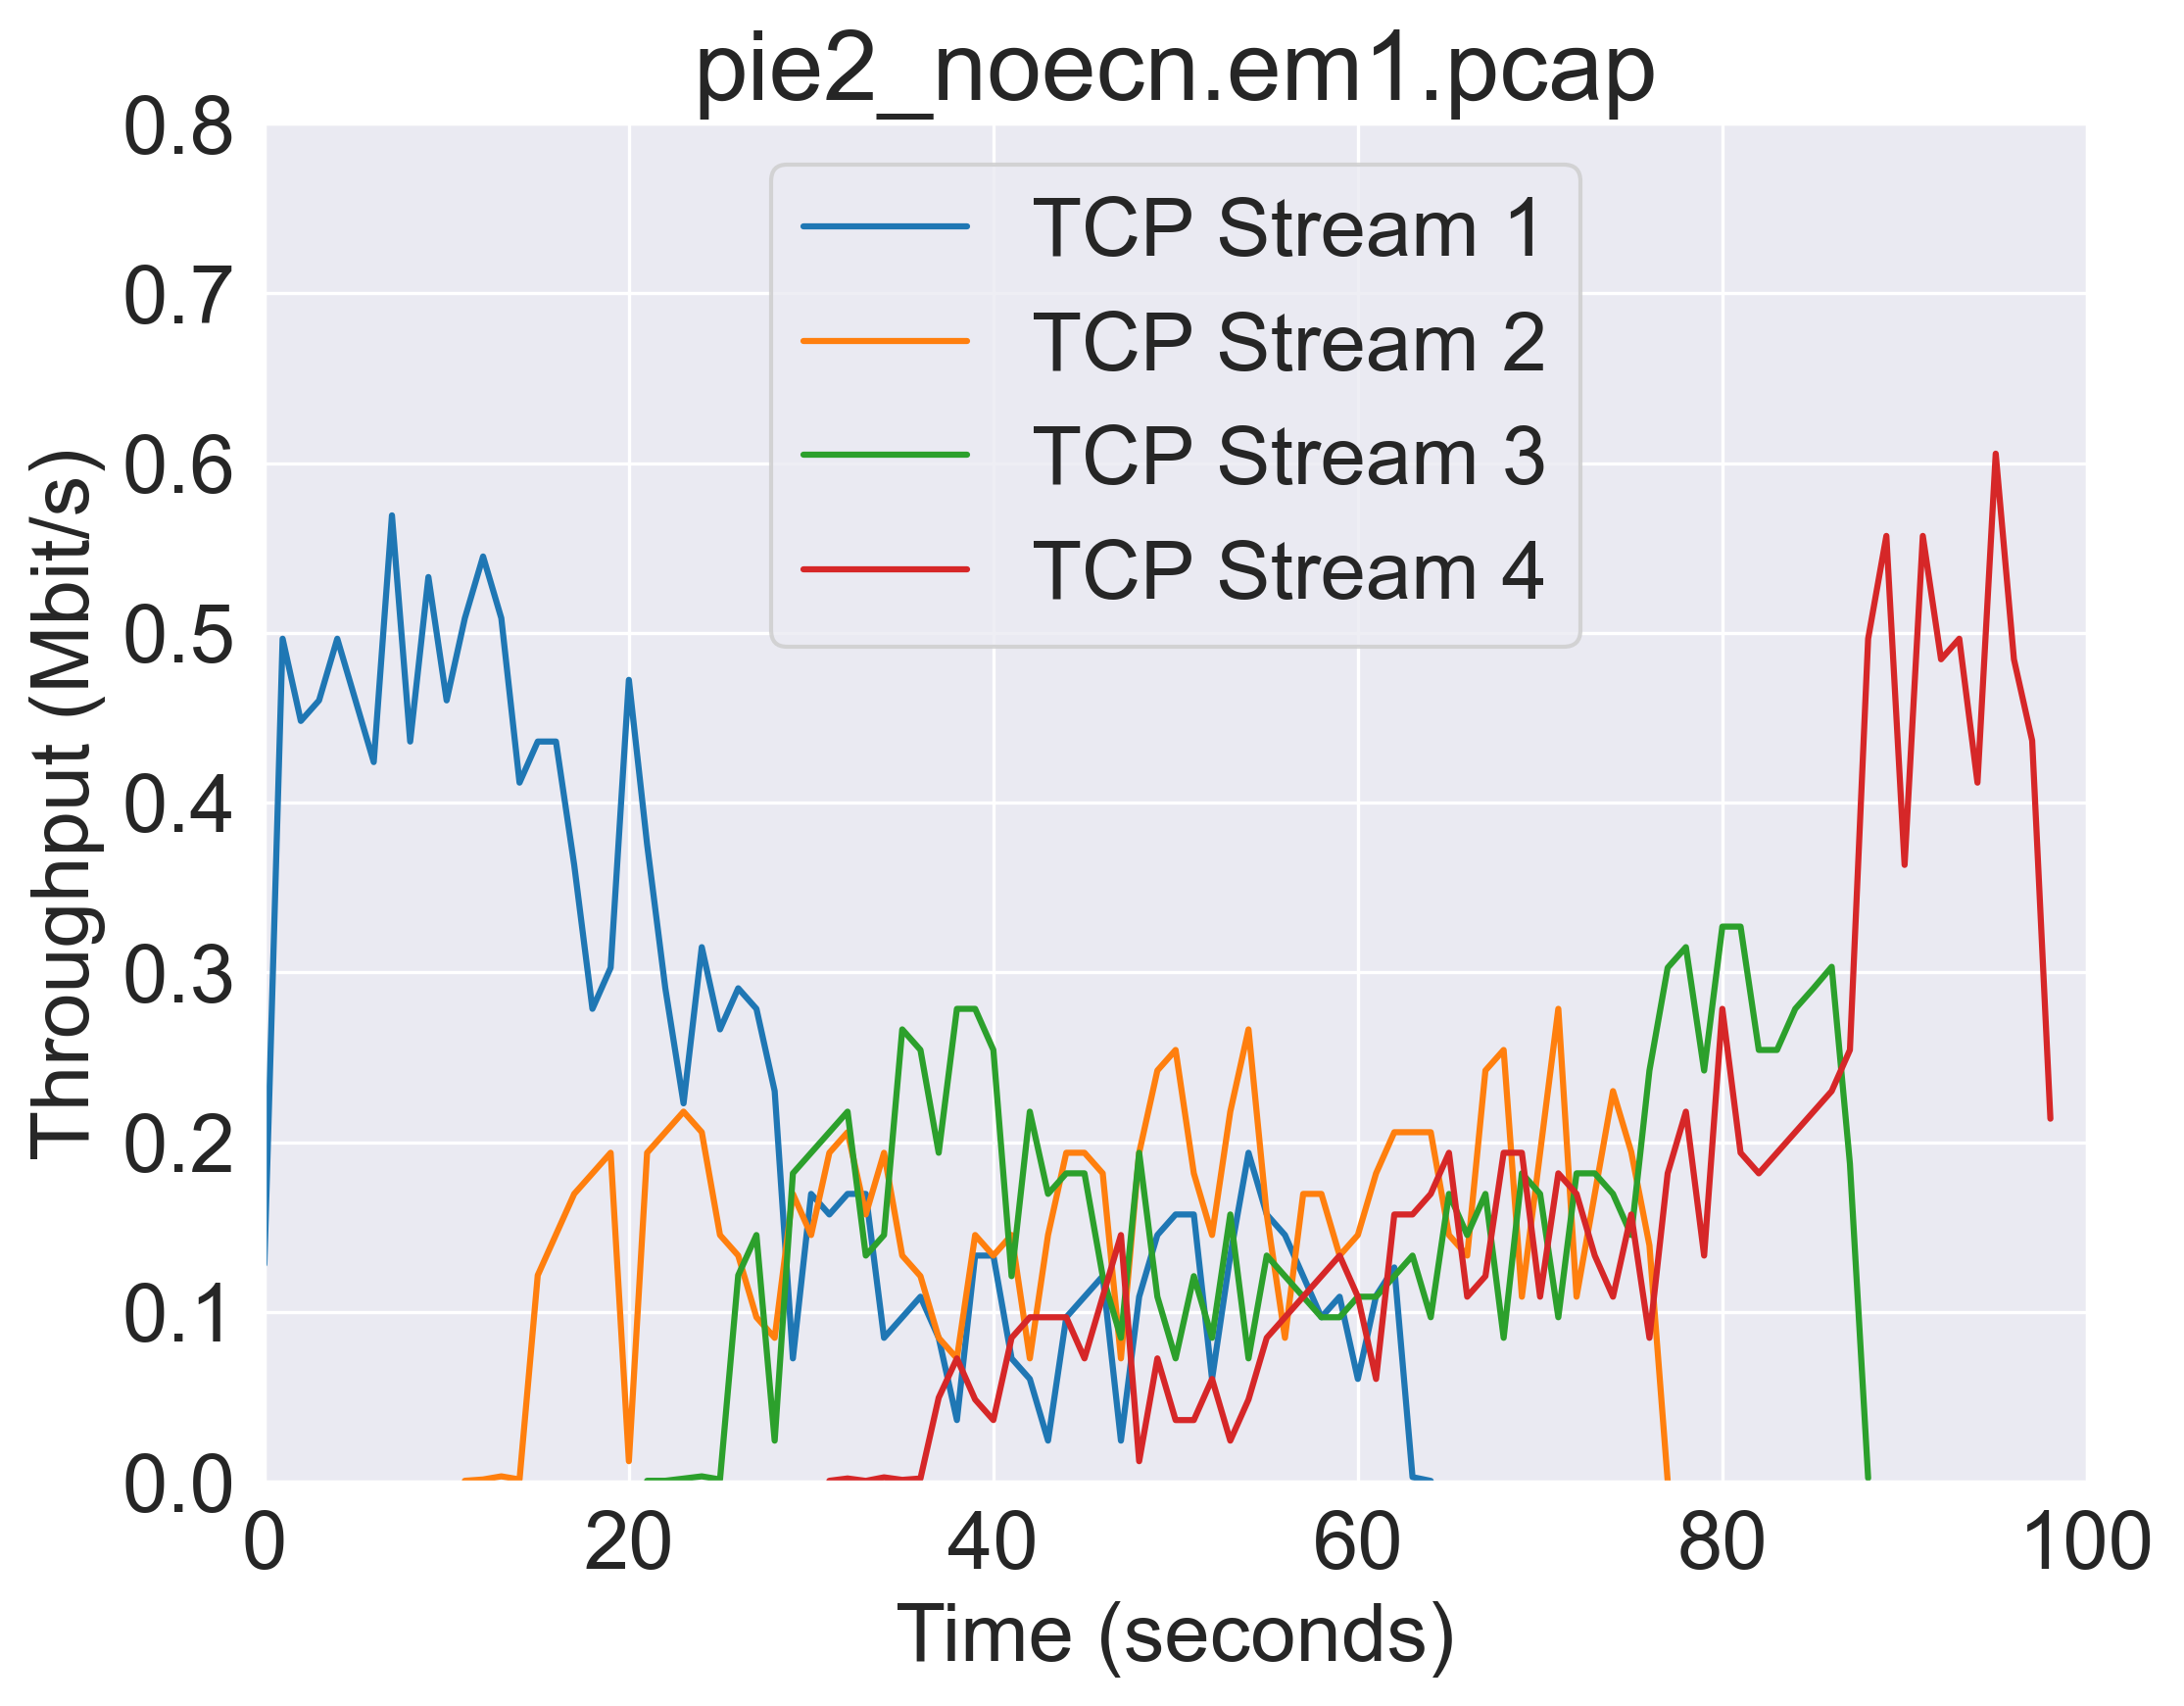 pie2_noecn.em1.pcap
TCP Stream 1
TCP Stream 2
TCP Stream 3
TCP Stream 4
Throughput (Mbit/s)
0.8
0.7
0.6
0.5
0.4
0.3
0.2
0.1
0.0
0 20 40 60 80 100
Time (seconds)